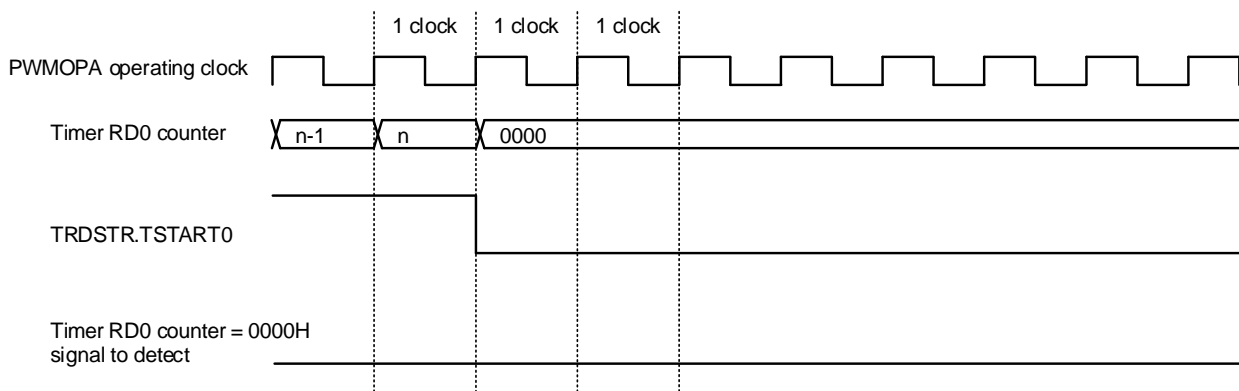 1 clock 1 clock 1 clock
PWMOPA operating clock
Timer RD0 counter n-1 n 0000
TRDSTR.TSTART0
Timer RD0 counter = 0000H
signal to detect